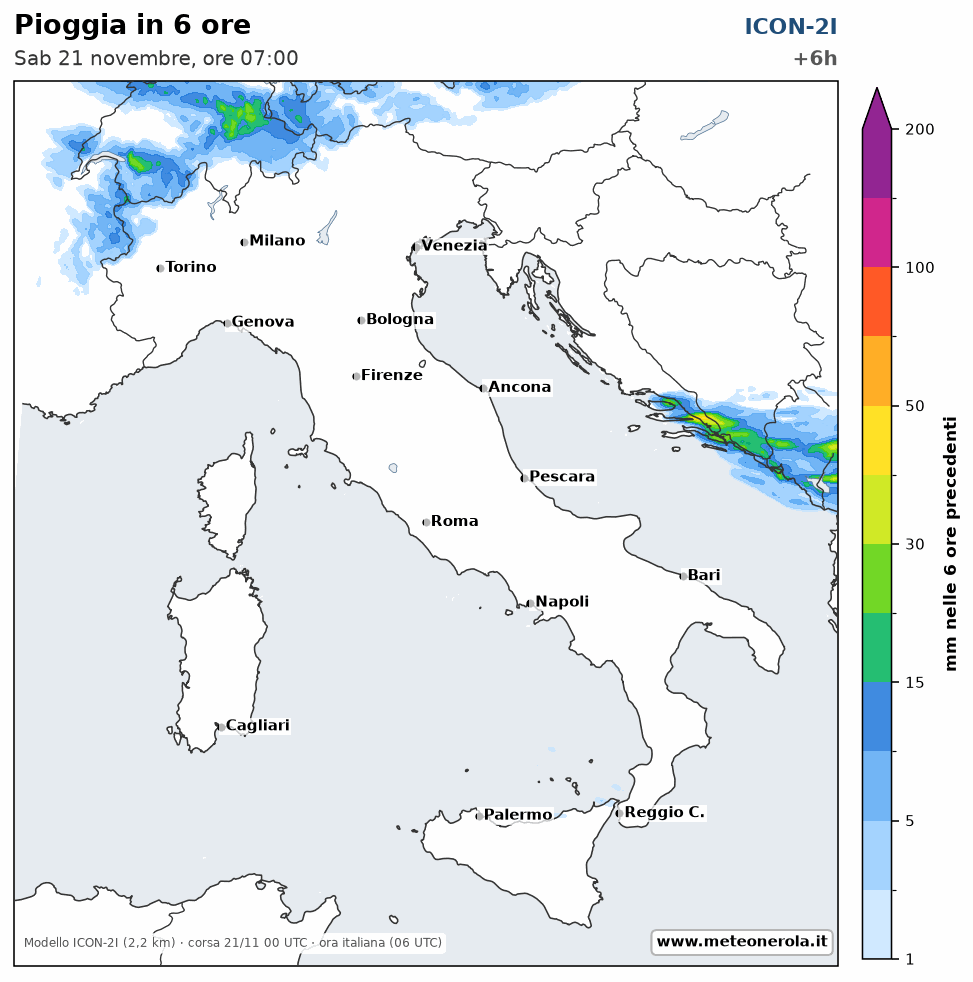 Pioggia in 6 ore
ICON-2I
Sab 21 novembre, ore 07:00
+6h
200
Milano
Venezia
Torino
100
Genova
Bologna
Firenze
Ancona
50
Pescara
Roma
30
Bari
Napoli
15
Cagliari
Palermo
Reggio C.
5
mm nelle 6 ore precedenti
Modello ICON-2I (2,2 km) · corsa 21/11 00 UTC · ora italiana (06 UTC)
www.meteonerola.it
1